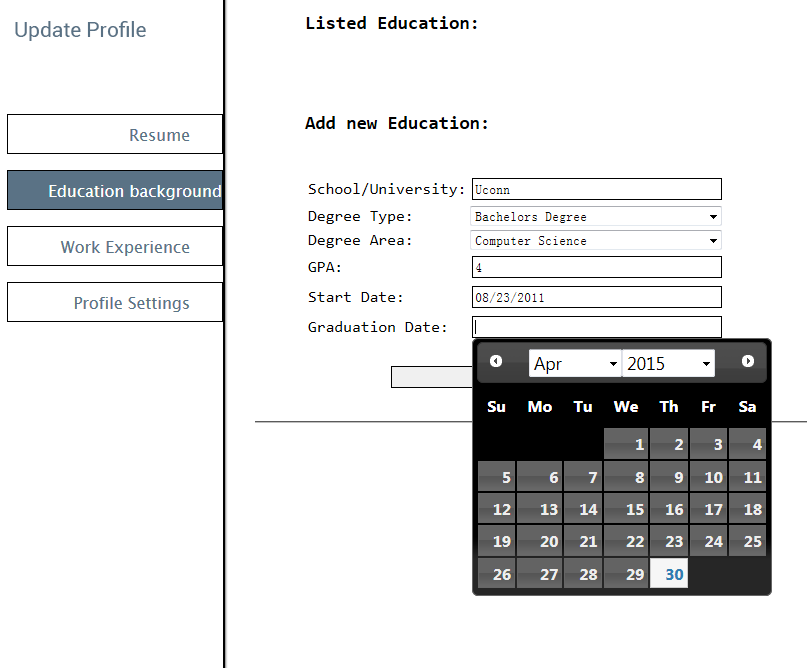 Update Profile
Resume
Education background
Work Experience
Profile Settings
Listed Education:
Add new Education:
School/University: Uconn
Degree Type: Bachelors Degree
Degree Area: Computer Science
GPA: 4
Start Date: 08/23/2011
Graduation Date:
Apr 2015
Su Mo Tu We Th Fr Sa
1 2 3 4
5 6 7 8 9 10 11
12 13 14 15 16 17 18
19 20 21 22 23 24 25
26 27 28 29 30